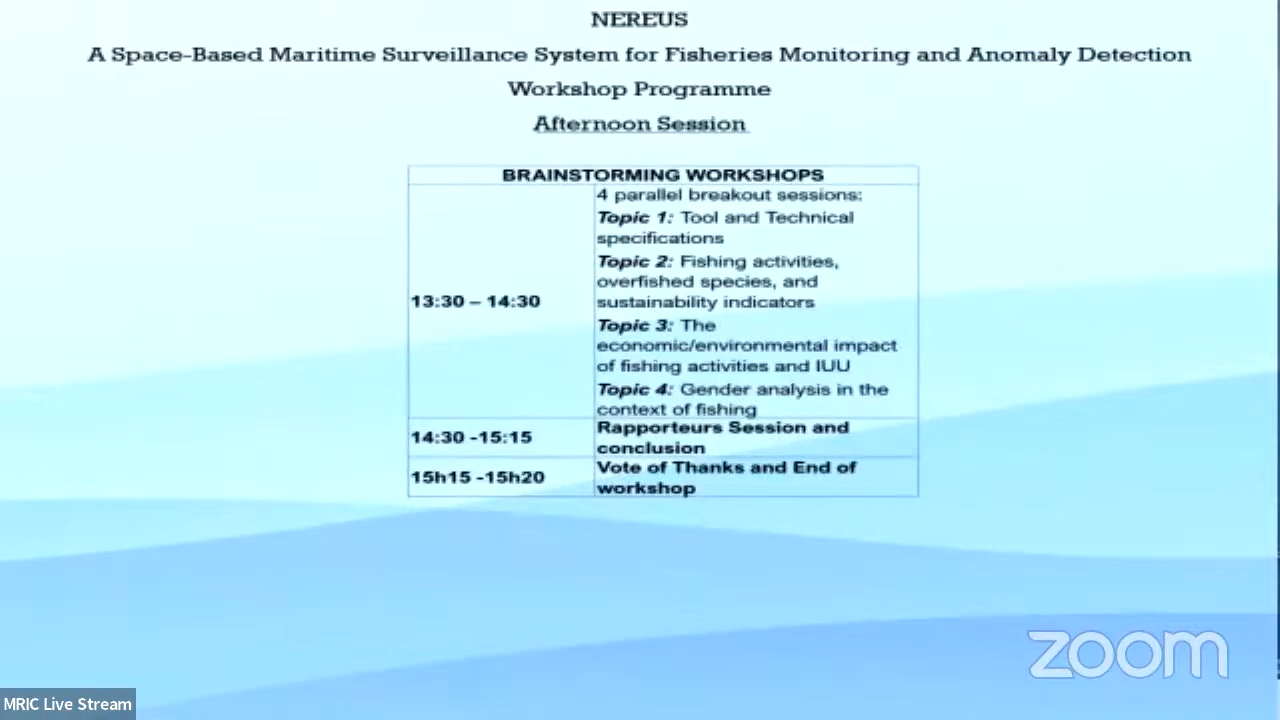 NEREUS
A Space-Based Maritime Surveillance System for Fisheries Monitoring and Anomaly Detection
Workshop Programme
Afternoon Session
BRAINSTORMING WORKSHOPS
13:30 – 14:30
4 parallel breakout sessions:
Topic 1: Tool and Technical
specifications
Topic 2: Fishing activities,
overfished species, and
sustainability indicators
Topic 3: The
economic/environmental impact
of fishing activities and IUU
Topic 4: Gender analysis in the
context of fishing
14:30 -15:15
Rapporteurs Session and
conclusion
15h15 -15h20
Vote of Thanks and End of
workshop
zoom
MRIC Live Stream